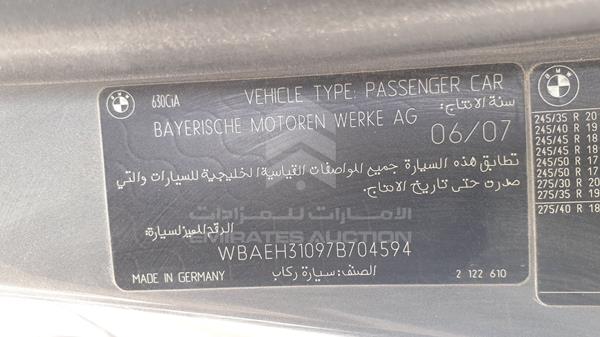 BMW
630CiA
VEHICLE TYPE: PASSENGER CAR
BAYERISCHE MOTOREN WERKE AG
سنة الانتاج:
06/07
تطابق هذه السيارة جميع المواصفات القياسية الخليجية للسيارات والتي
صدرت حتى تاريخ الانتاج.
الامارات للمزادات
EMIRATES AUCTION
الرقم المميز للسيارة:
WBAEH31097B704594
الصنف: سيارة ركاب
MADE IN GERMANY
2 122 610
245/35 R 20
245/40 R 19
245/45 R 18
245/45 R 18
245/50 R 17
245/50 R 17
275/30 R 20
275/35 R 19
275/40 R 18